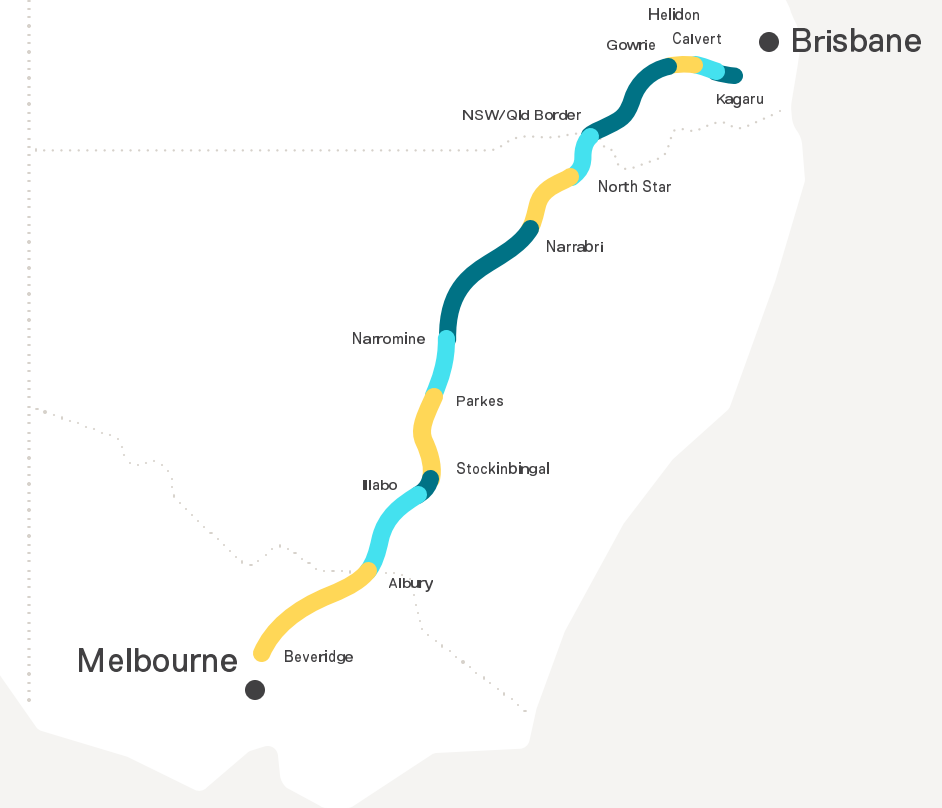 Helidon
Calvert
Gowrie
Brisbane
Kagaru
NSW/Qld Border
North Star
Narrabri
Narromine
Parkes
Stockinbingal
Illabo
Albury
Beveridge
Melbourne